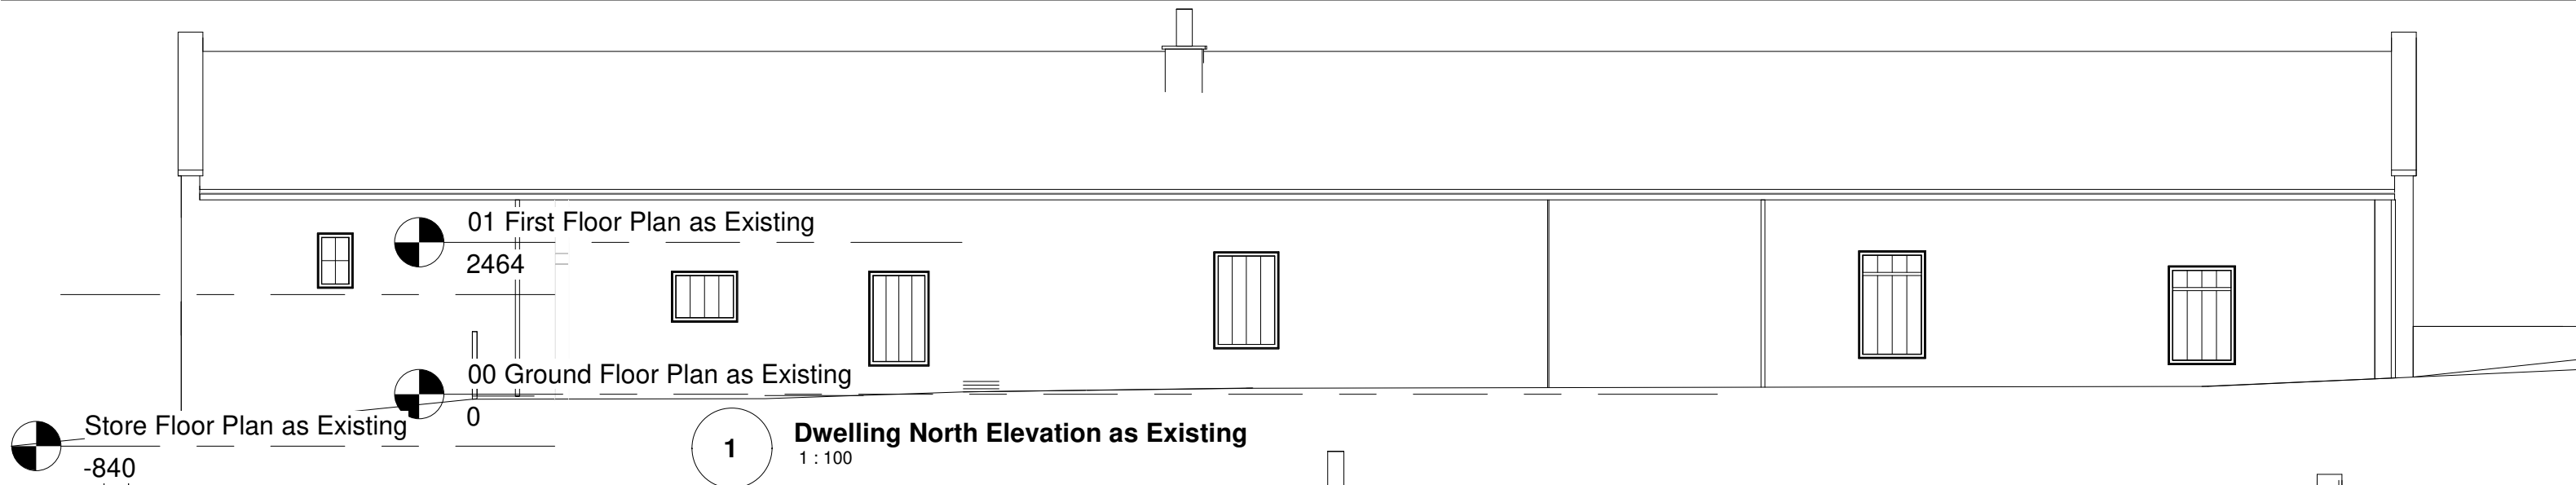 01 First Floor Plan as Existing
2464
00 Ground Floor Plan as Existing
0
Store Floor Plan as Existing
-840
1
Dwelling North Elevation as Existing
1 : 100